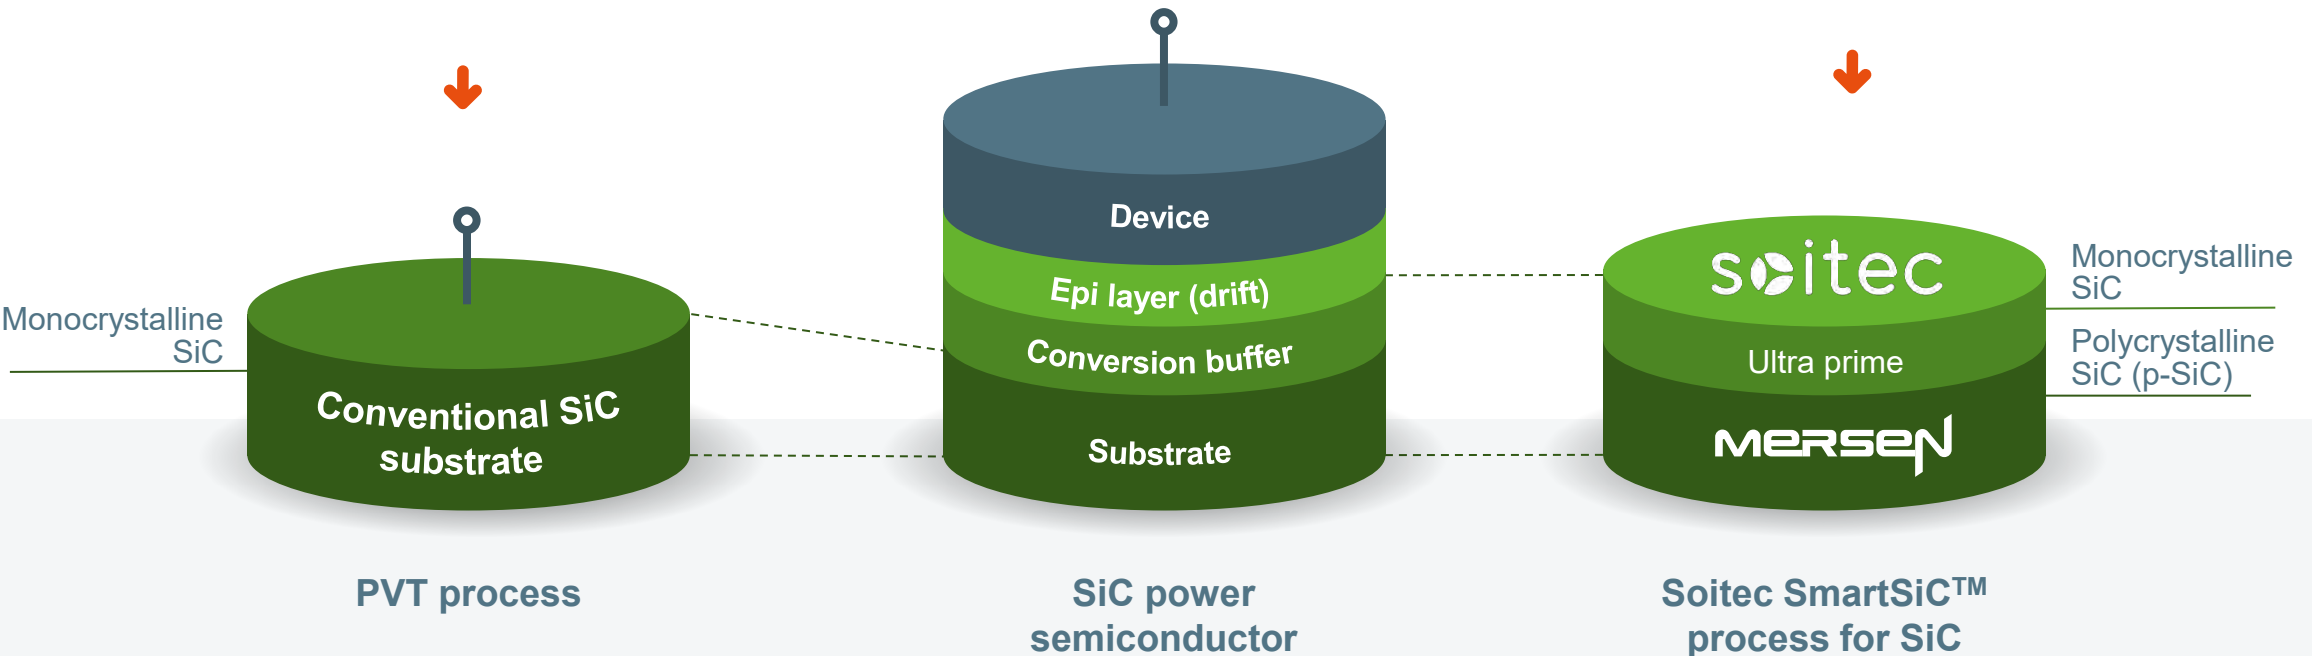 Monocrystalline
SiC
Conventional SiC
substrate
PVT process
Device
Epi layer (drift)
Conversion buffer
Substrate
SiC power
semiconductor
soitec
Ultra prime
MERSEN
Monocrystalline
SiC
Polycrystalline
SiC (p-SiC)
Soitec SmartSiC™
process for SiC